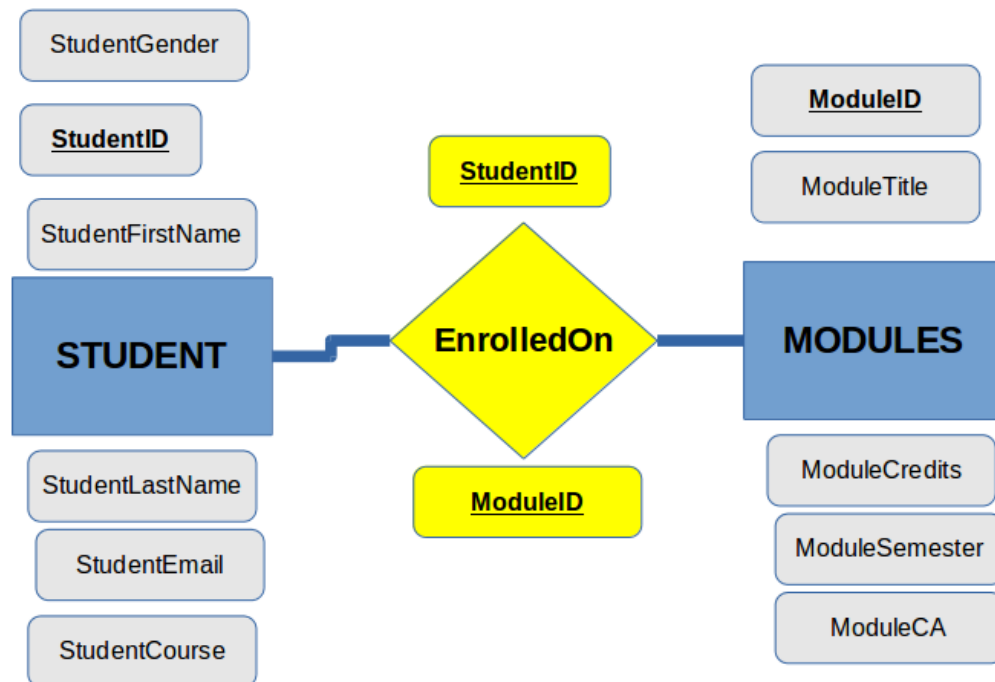 StudentGender
StudentID
StudentFirstName
STUDENT
StudentLastName
StudentEmail
StudentCourse
StudentID
EnrolledOn
ModuleID
ModuleID
ModuleTitle
MODULES
ModuleCredits
ModuleSemester
ModuleCA